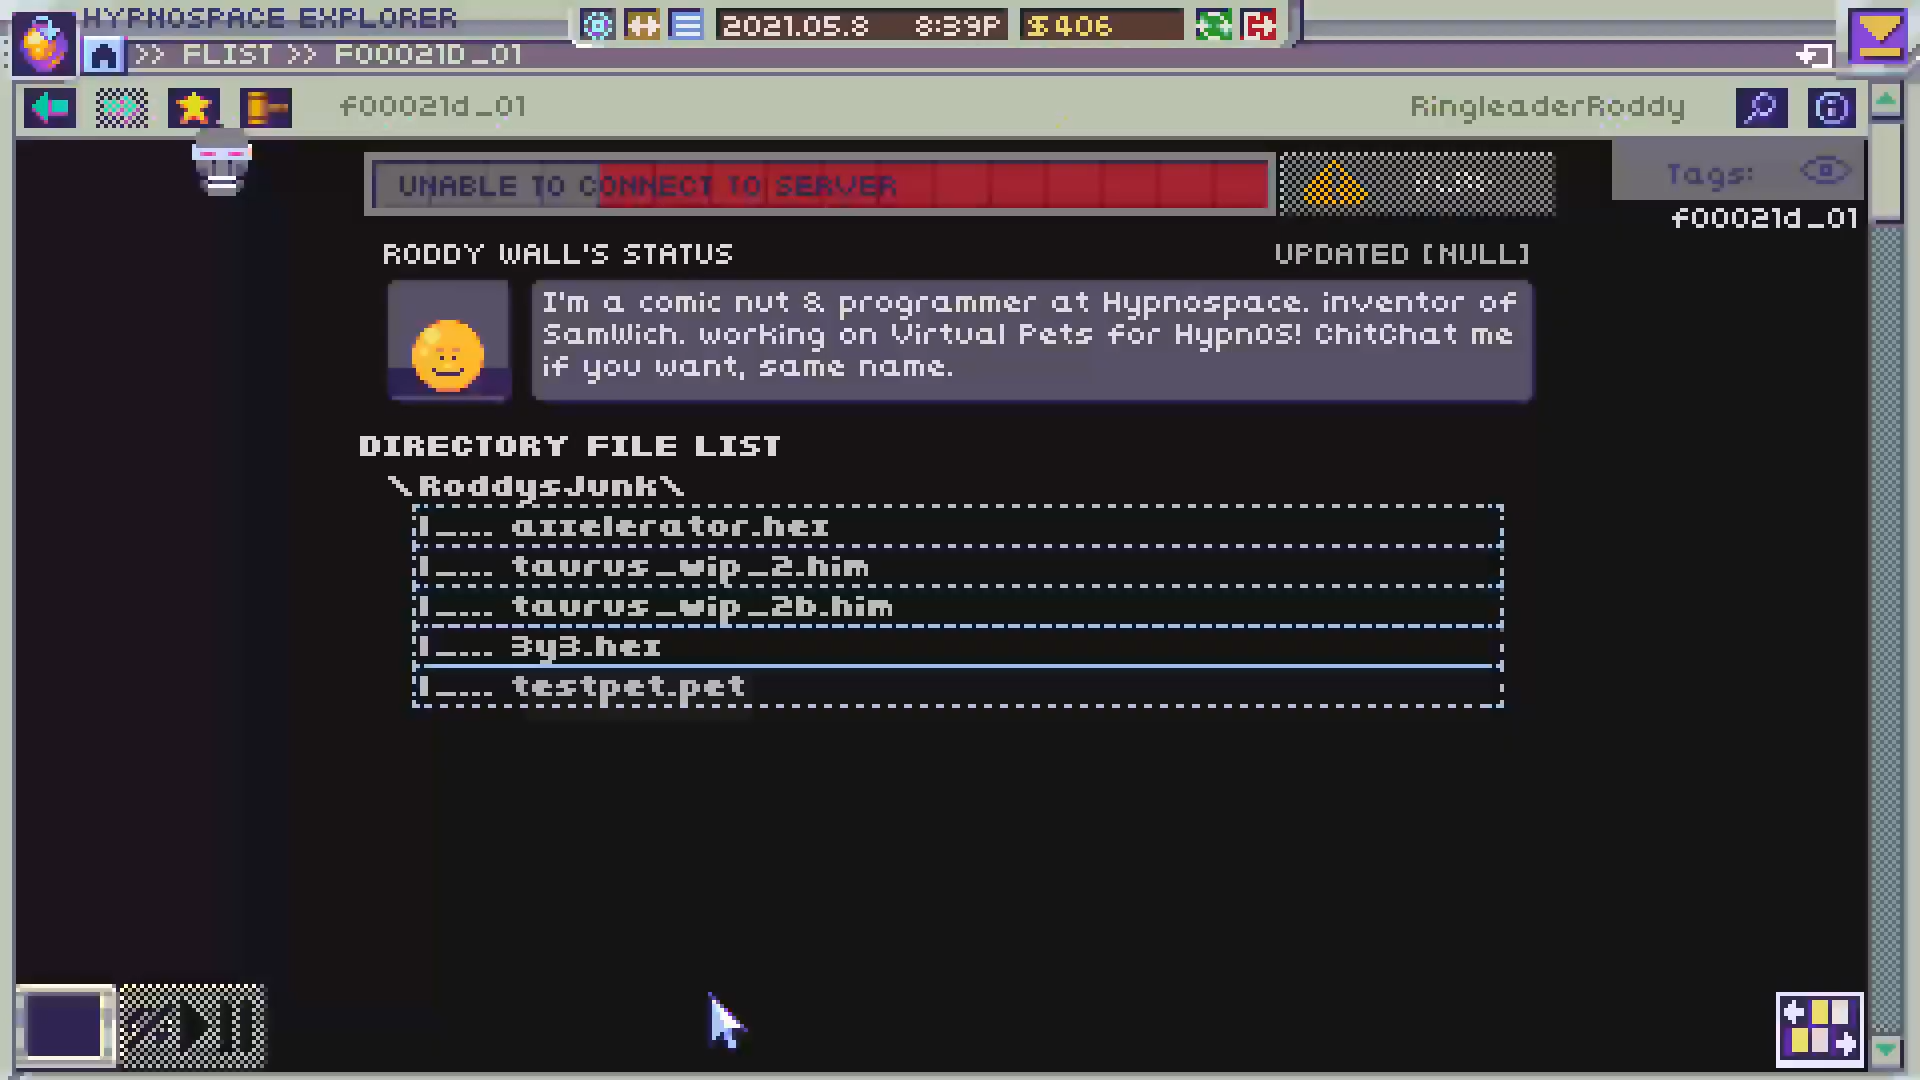 HYPNOSPACE EXPLORER
2021.05.8 8:39P $406
>> FLIST >> F00021D_01
f00021d_01 RingleaderRoddy
UNABLE TO CONNECT TO SERVER
Tags:
f00021d_01
RODDY WALL'S STATUS UPDATED [NULL]
I'm a comic nut & programmer at Hypnospace. inventor of
SamWich. working on Virtual Pets for HypnOS! ChitChat me
if you want, same name.
DIRECTORY FILE LIST
\RoddysJunk\
|_... axxelerator.hex
|_... taurus_wip_2.him
|_... taurus_wip_2b.him
|_... 3y3.hex
|_... testpet.pet